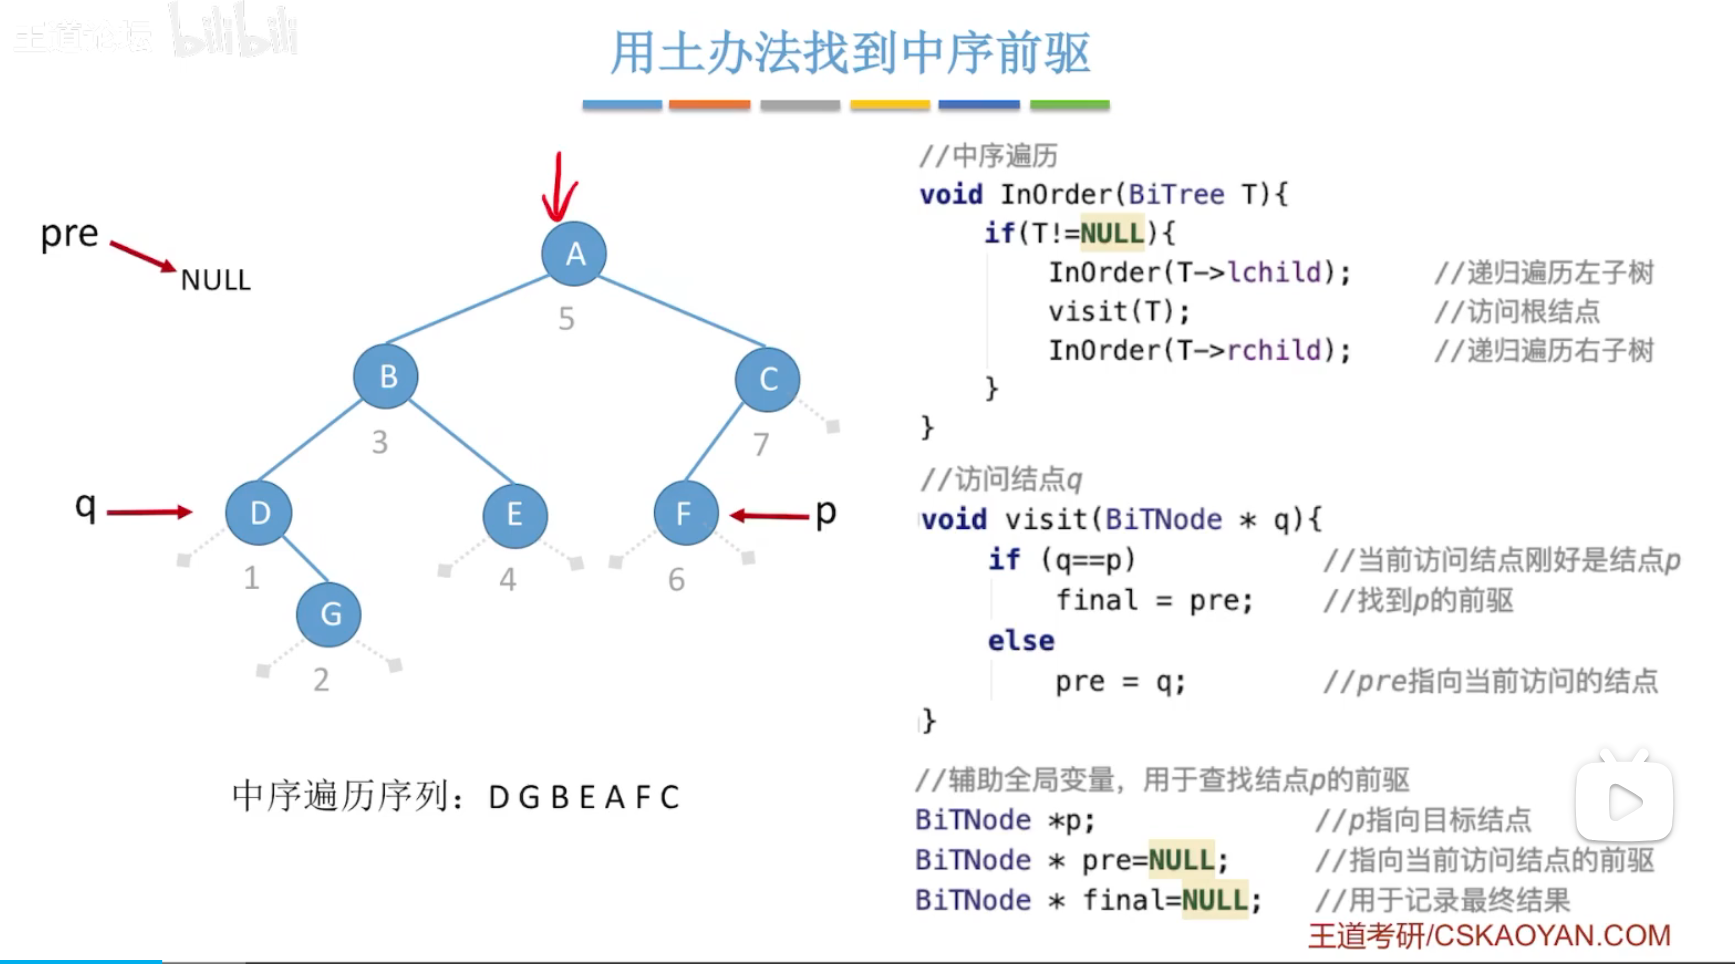 王道论坛 bilibili
用土办法找到中序前驱
pre
NULL
A
5
B
3
C
7
q
D
1
E
4
F
6
p
G
2
中序遍历序列：D G B E A F C
//中序遍历
void InOrder(BiTree T){
if(T!=NULL){
InOrder(T->lchild); //递归遍历左子树
visit(T); //访问根结点
InOrder(T->rchild); //递归遍历右子树
}
}
//访问结点q
void visit(BiTNode * q){
if (q==p) //当前访问结点刚好是结点p
final = pre; //找到p的前驱
else
pre = q; //pre指向当前访问的结点
}
//辅助全局变量，用于查找结点p的前驱
BiTNode *p; //p指向目标结点
BiTNode * pre=NULL; //指向当前访问结点的前驱
BiTNode * final=NULL; //用于记录最终结果
王道考研/CSKAOYAN.COM